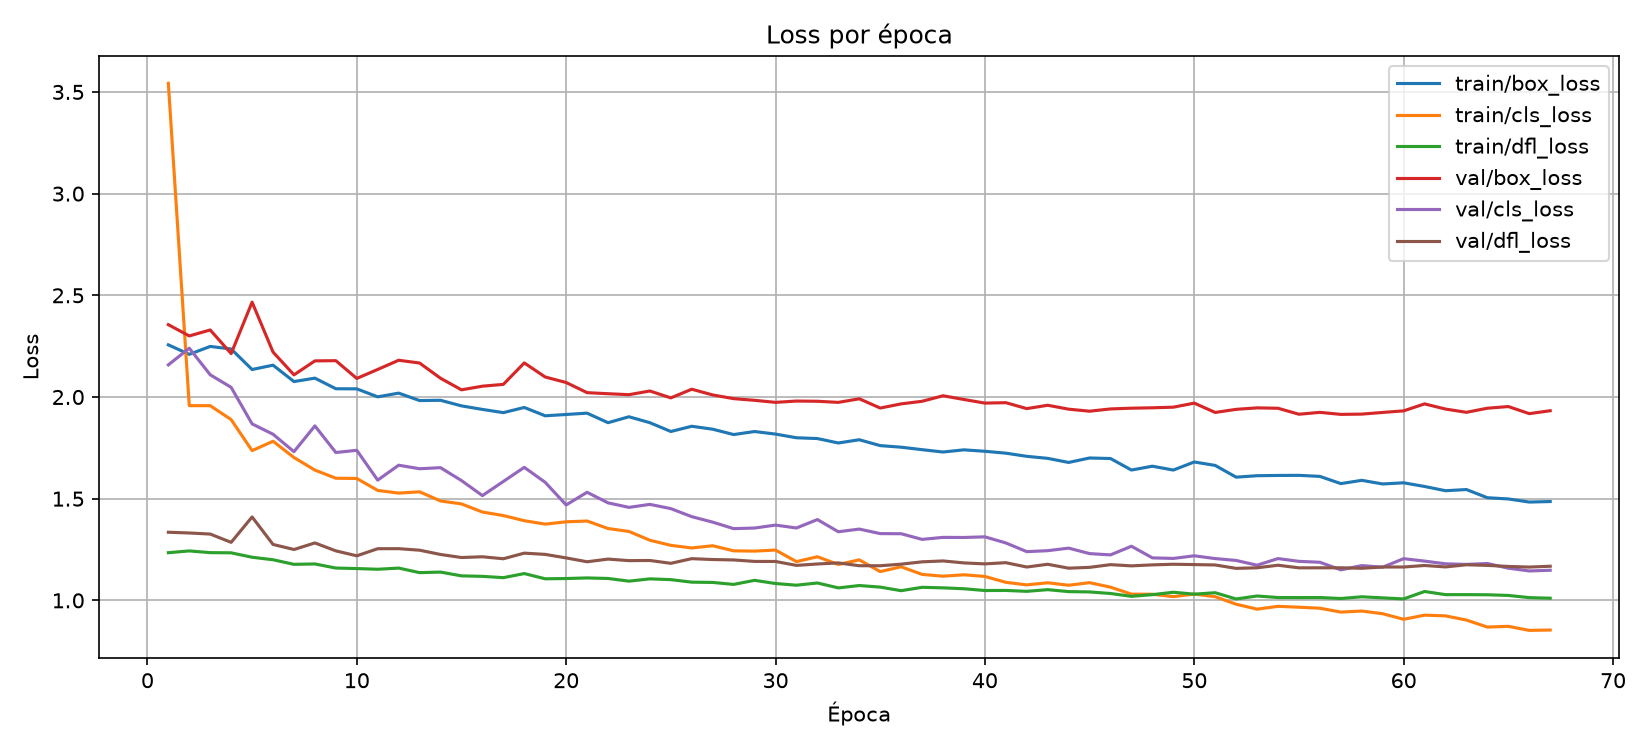 Loss por época
3.5
3.0
2.5
2.0
1.5
1.0
Loss
train/box_loss
train/cls_loss
train/dfl_loss
val/box_loss
val/cls_loss
val/dfl_loss
0 10 20 30 40 50 60 70
Época